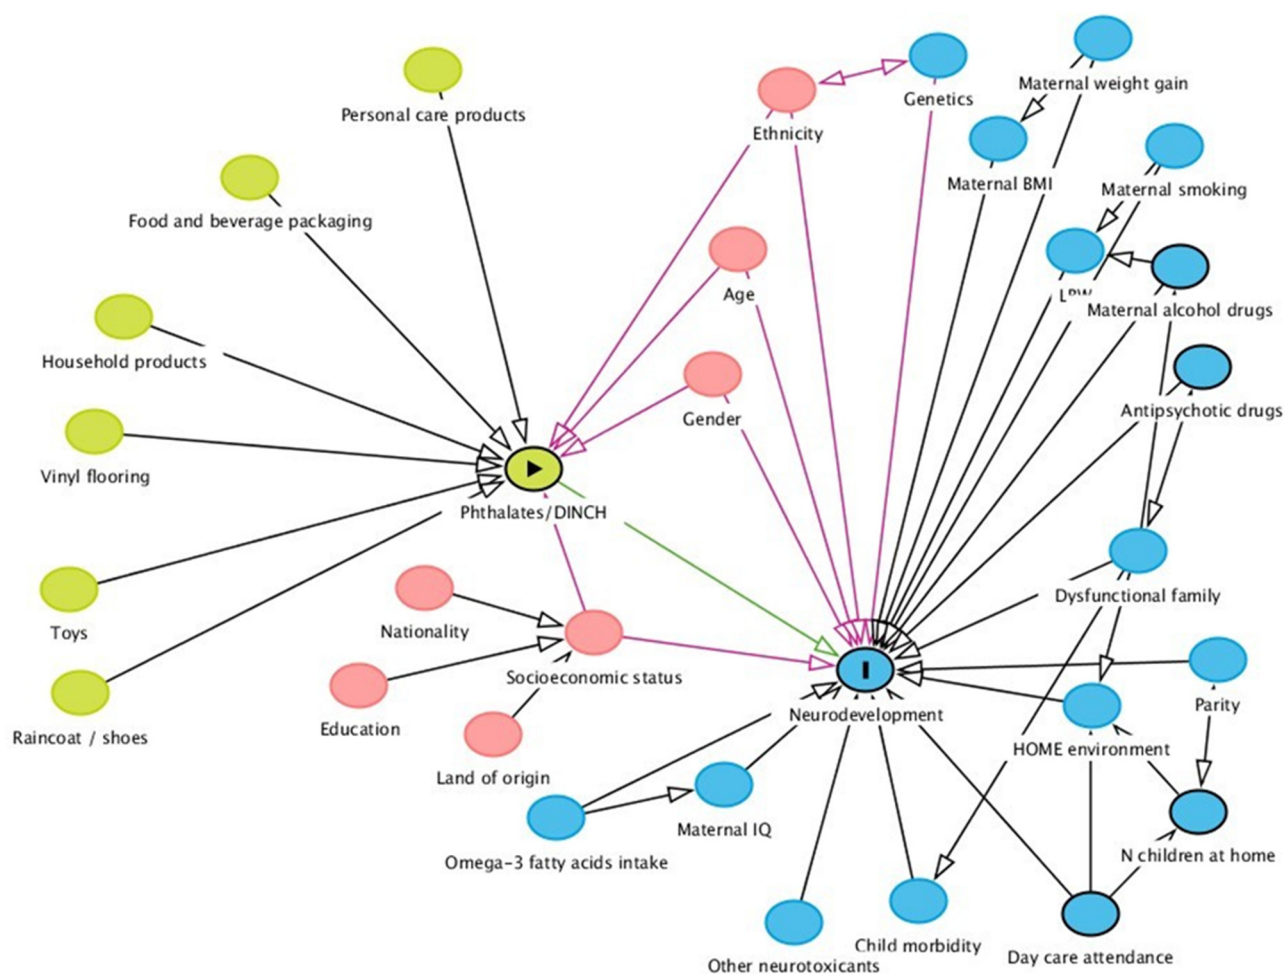 Personal care products
Food and beverage packaging
Household products
Vinyl flooring
Toys
Raincoat / shoes
Phthalates/DINCH
Ethnicity
Genetics
Maternal weight gain
Maternal BMI
Maternal smoking
Age
Maternal alcohol drugs
Gender
Antipsychotic drugs
Nationality
Education
Land of origin
Socioeconomic status
Dysfunctional family
Neurodevelopment
Parity
HOME environment
Maternal IQ
Omega-3 fatty acids intake
N children at home
Other neurotoxicants
Child morbidity
Day care attendance